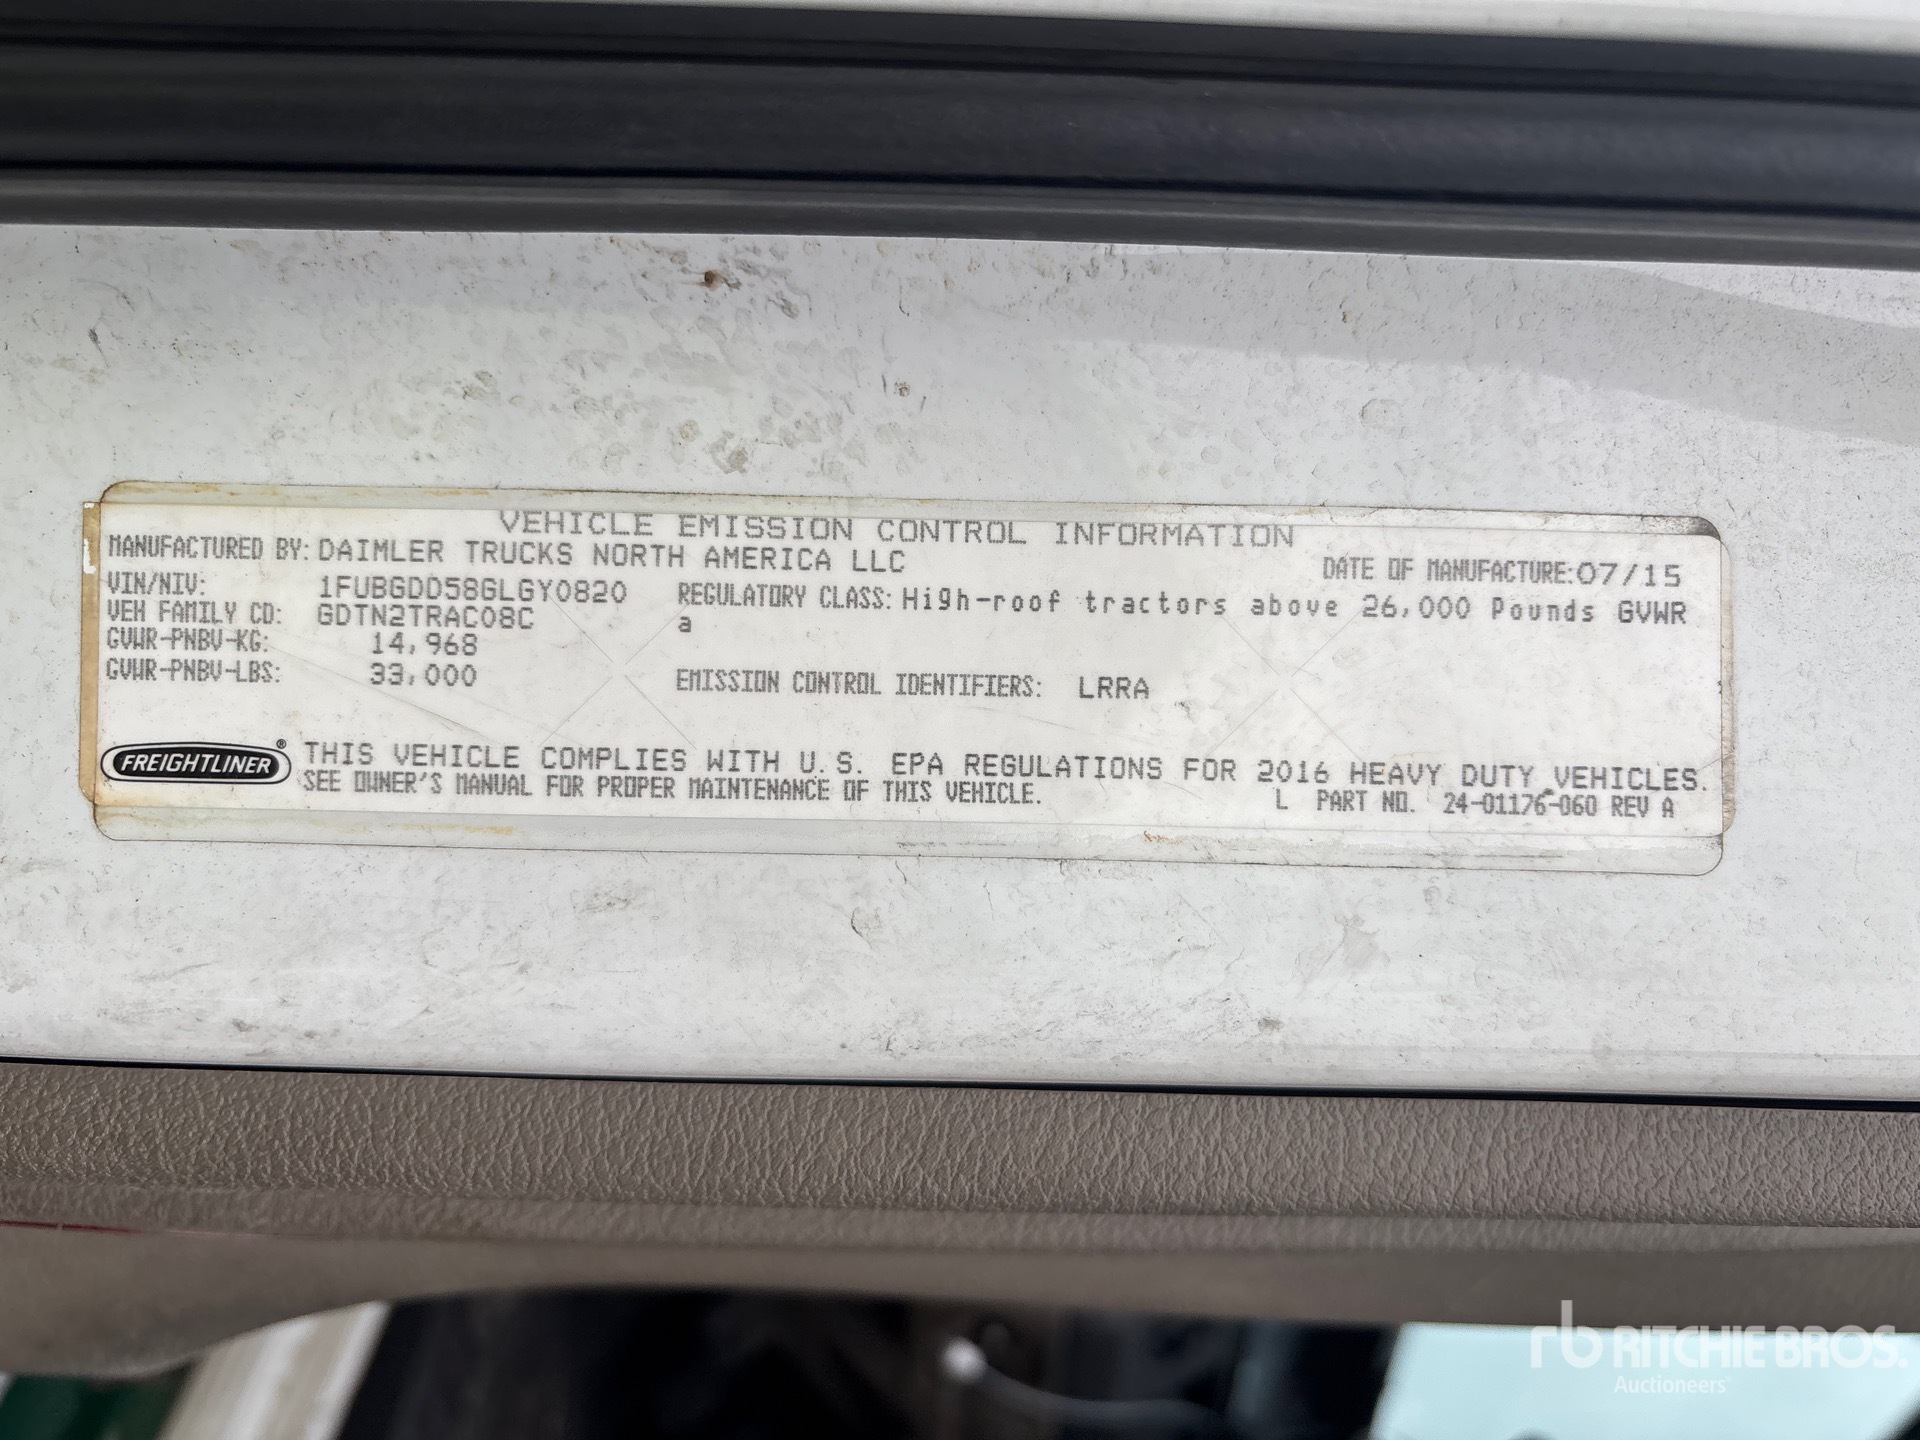 VEHICLE EMISSION CONTROL INFORMATION
MANUFACTURED BY: DAIMLER TRUCKS NORTH AMERICA LLC
DATE OF MANUFACTURE: 07/15
VIN/NIV: 1FUBGDD58GLGY0820
REGULATORY CLASS: High-roof tractors above 26,000 Pounds GVWR
a
VEH FAMILY CD: GDTN2TRAC08C
GVWR-PNBV-KG: 14,968
GVWR-PNBV-LBS: 33,000
EMISSION CONTROL IDENTIFIERS: LRRA
FREIGHTLINER®
THIS VEHICLE COMPLIES WITH U.S. EPA REGULATIONS FOR 2016 HEAVY DUTY VEHICLES.
SEE OWNER'S MANUAL FOR PROPER MAINTENANCE OF THIS VEHICLE.
L PART NO. 24-01176-060 REV A
rb RITCHIE BROS.
Auctioneers